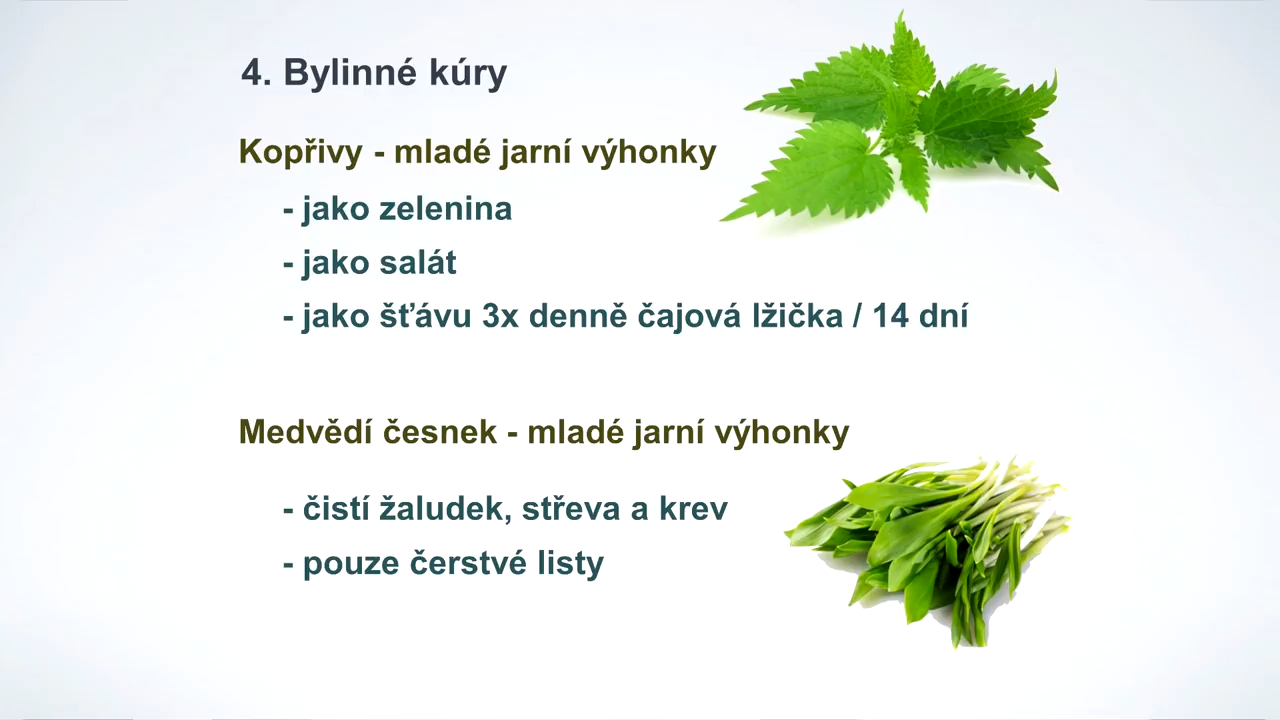 4. Bylinné kúry
Kopřivy - mladé jarní výhonky
- jako zelenina
- jako salát
- jako šťávu 3x denně čajová lžička / 14 dní
Medvědí česnek - mladé jarní výhonky
- čistí žaludek, střeva a krev
- pouze čerstvé listy